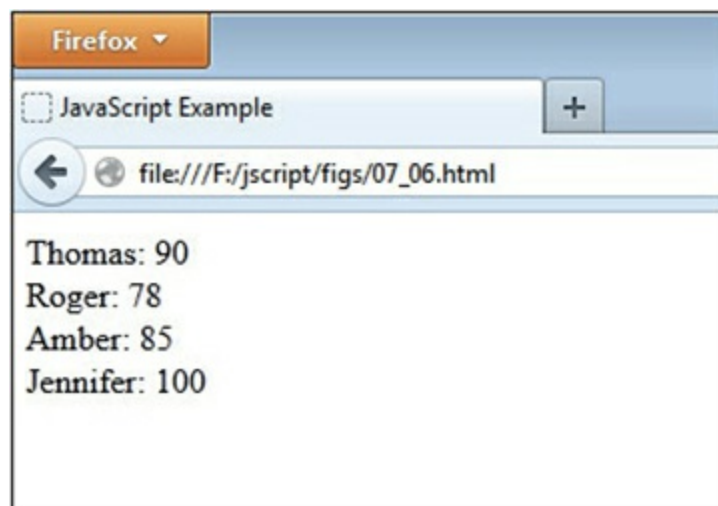 Firefox
JavaScript Example
+
file:///F:/jscript/figs/07_06.html
Thomas: 90
Roger: 78
Amber: 85
Jennifer: 100